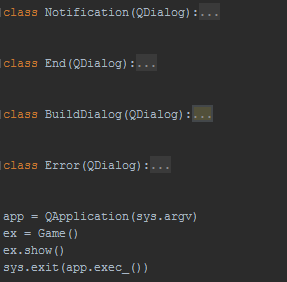 class Notification(QDialog):...
class End(QDialog):...
class BuildDialog(QDialog):...
class Error(QDialog):...
app = QApplication(sys.argv)
ex = Game()
ex.show()
sys.exit(app.exec_())